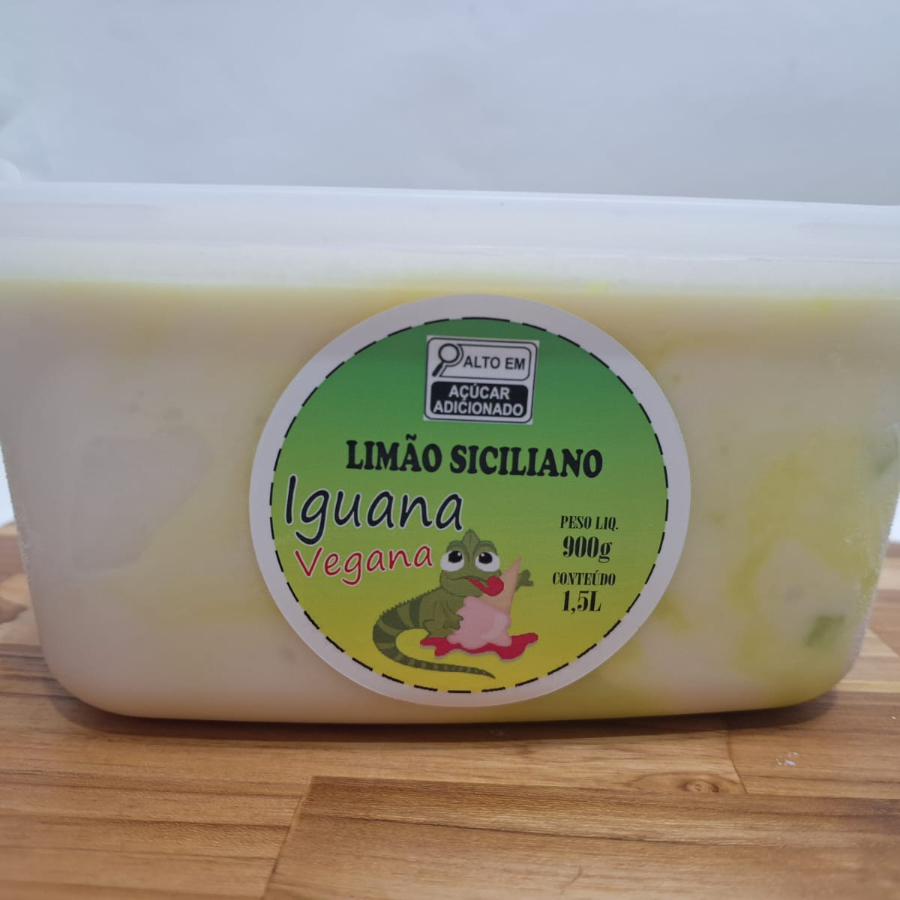 ALTO EM
AÇÚCAR
ADICIONADO
LIMÃO SICILIANO
Iguana
Vegana
PESO LIQ.
900g
CONTEÚDO
1,5L